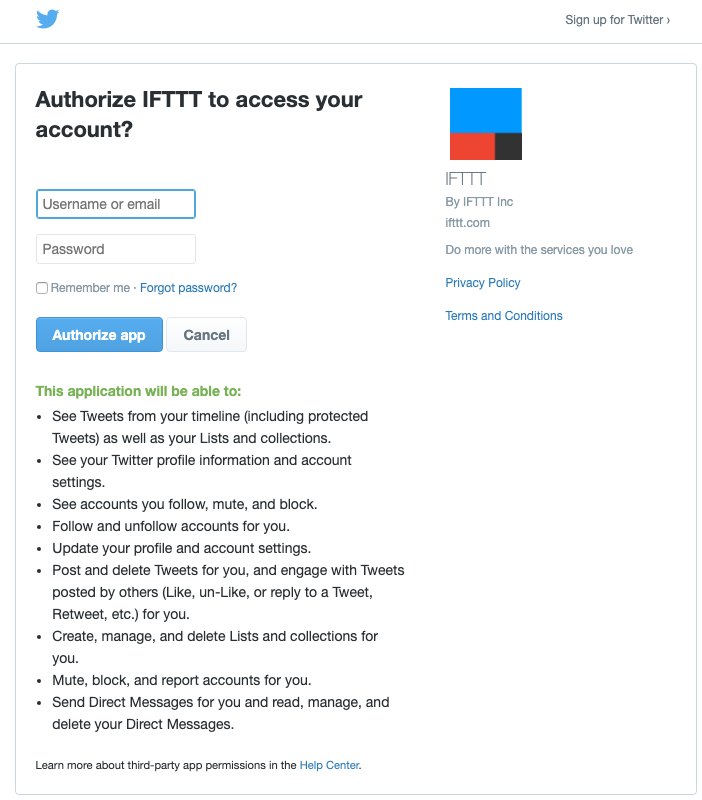 Sign up for Twitter ›
Authorize IFTTT to access your
account?
Username or email
Password
Remember me · Forgot password?
Authorize app
Cancel
This application will be able to:
• See Tweets from your timeline (including protected
Tweets) as well as your Lists and collections.
• See your Twitter profile information and account
settings.
• See accounts you follow, mute, and block.
• Follow and unfollow accounts for you.
• Update your profile and account settings.
• Post and delete Tweets for you, and engage with Tweets
posted by others (Like, un-Like, or reply to a Tweet,
Retweet, etc.) for you.
• Create, manage, and delete Lists and collections for
you.
• Mute, block, and report accounts for you.
• Send Direct Messages for you and read, manage, and
delete your Direct Messages.
Learn more about third-party app permissions in the Help Center.
IFTTT
By IFTTT Inc
ifttt.com
Do more with the services you love
Privacy Policy
Terms and Conditions